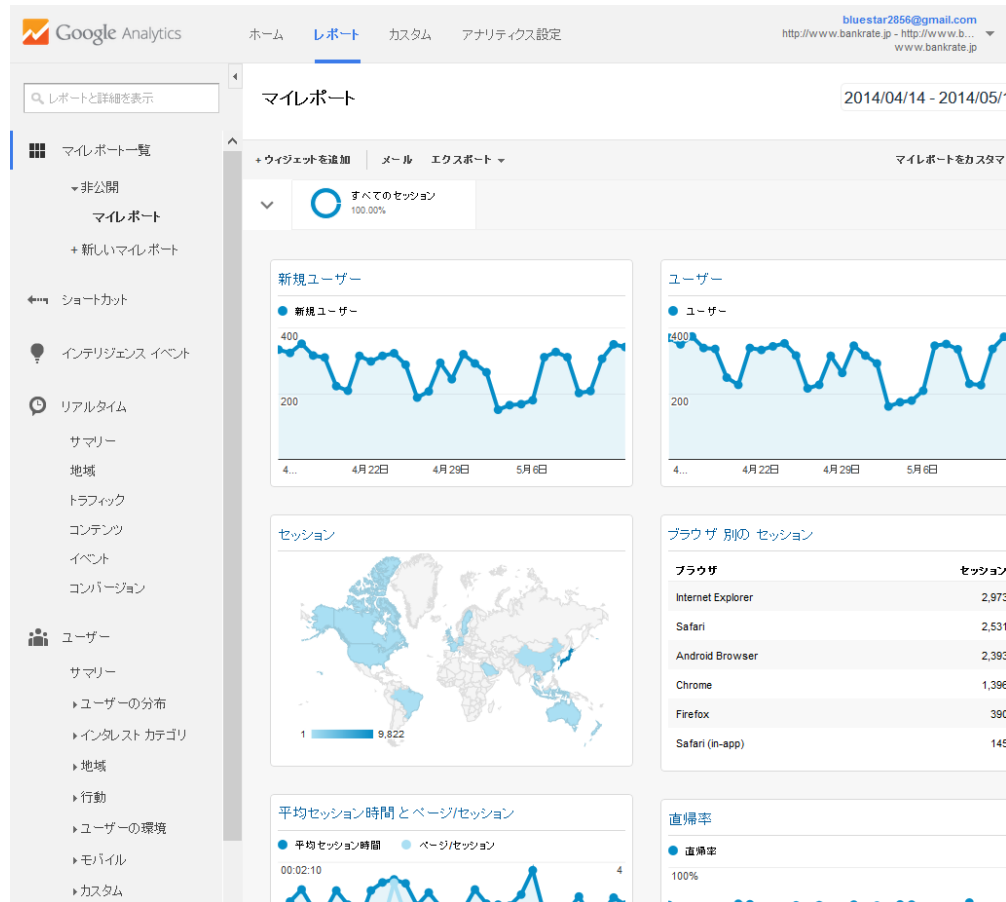 Google Analytics
ホーム レポート カスタム アナリティクス設定
bluestar2856@gmail.com
http://www.bankrate.jp - http://www.b...
www.bankrate.jp
レポートと詳細を表示
マイレポート一覧
非公開
マイレポート
+ 新しいマイレポート
ショートカット
インテリジェンス イベント
リアルタイム
サマリー
地域
トラフィック
コンテンツ
イベント
コンバージョン
ユーザー
サマリー
ユーザーの分布
インタレスト カテゴリ
地域
行動
ユーザーの環境
モバイル
カスタム
マイレポート
2014/04/14 - 2014/05/1
+ウィジェットを追加 メール エクスポート
マイレポートをカスタマ
すべてのセッション
100.00%
新規ユーザー
新規ユーザー
400
200
4... 4月22日 4月29日 5月6日
ユーザー
ユーザー
400
200
4... 4月22日 4月29日 5月6日
セッション
1 9,822
ブラウザ 別の セッション
ブラウザ セッション
Internet Explorer 2,973
Safari 2,531
Android Browser 2,393
Chrome 1,396
Firefox 390
Safari (in-app) 145
平均セッション時間 とページ/セッション
平均セッション時間 ページ/セッション
00:02:10 4
直帰率
直帰率
100%